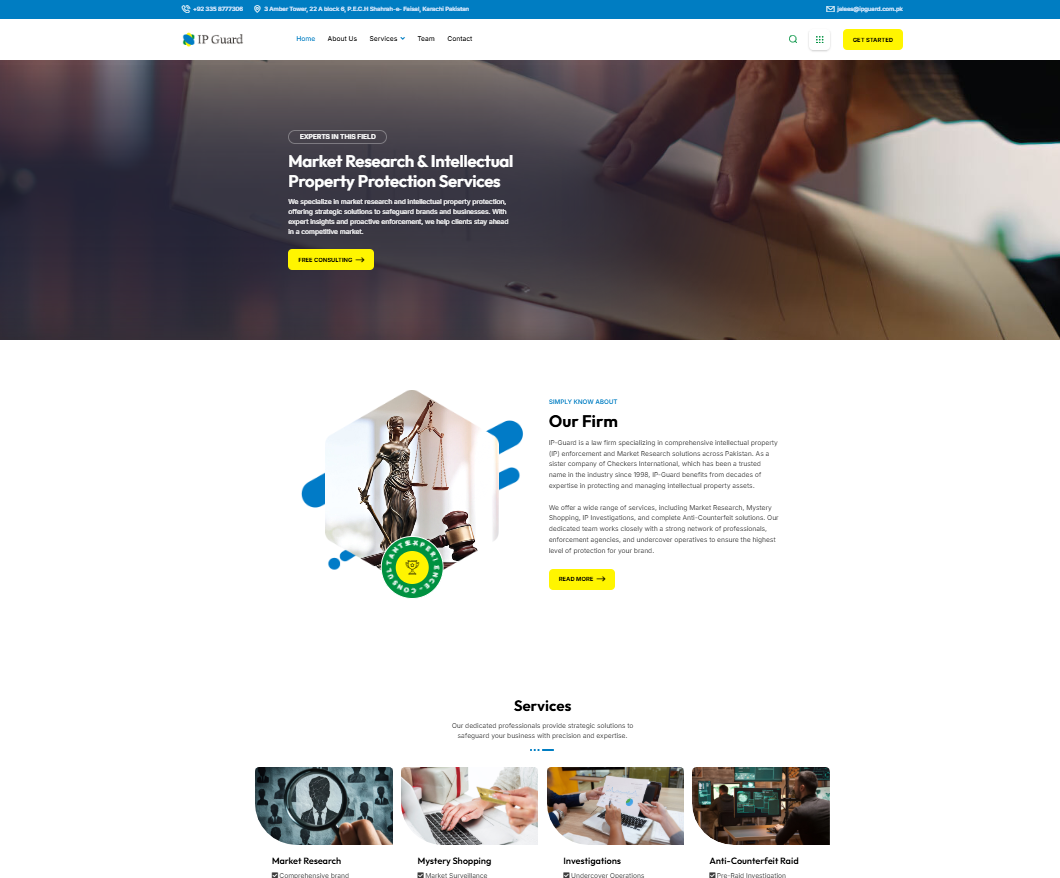 +92 335 8777308
3 Amber Tower, 22 A block 6, P.E.C.H Shahrah-e- Faisal, Karachi Pakistan
jalees@ipguard.com.pk
IP Guard
Home
About Us
Services
Team
Contact
GET STARTED
EXPERTS IN THIS FIELD
Market Research & Intellectual
Property Protection Services
We specialize in market research and intellectual property protection,
offering strategic solutions to safeguard brands and businesses. With
expert insights and proactive enforcement, we help clients stay ahead
in a competitive market.
FREE CONSULTING
SIMPLY KNOW ABOUT
Our Firm
IP-Guard is a law firm specializing in comprehensive intellectual property
(IP) enforcement and Market Research solutions across Pakistan. As a
sister company of Checkers International, which has been a trusted
name in the industry since 1998, IP-Guard benefits from decades of
expertise in protecting and managing intellectual property assets.
We offer a wide range of services, including Market Research, Mystery
Shopping, IP Investigations, and complete Anti-Counterfeit solutions. Our
dedicated team works closely with a strong network of professionals,
enforcement agencies, and undercover operatives to ensure the highest
level of protection for your brand.
READ MORE
EXPERIENCE-CONSULTANTS
Services
Our dedicated professionals provide strategic solutions to
safeguard your business with precision and expertise.
Market Research
Mystery Shopping
Investigations
Anti-Counterfeit Raid
Comprehensive brand
Market Surveillance
Undercover Operations
Pre-Raid Investigation